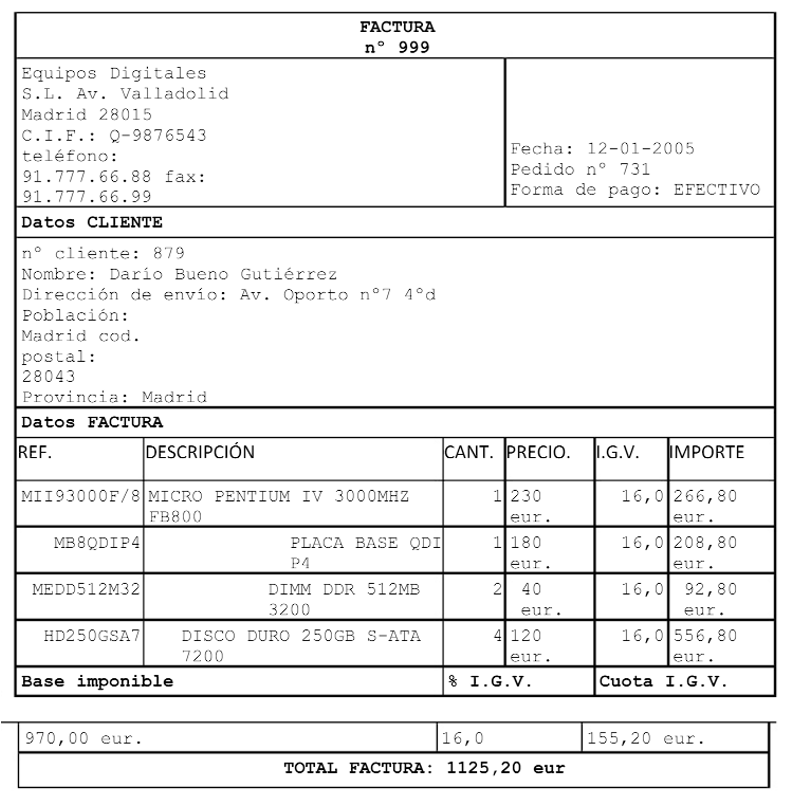 FACTURA
nº 999
Equipos Digitales
S.L. Av. Valladolid
Madrid 28015
C.I.F.: Q-9876543
teléfono:
91.777.66.88 fax:
91.777.66.99
Fecha: 12-01-2005
Pedido nº 731
Forma de pago: EFECTIVO
Datos CLIENTE
nº cliente: 879
Nombre: Darío Bueno Gutiérrez
Dirección de envío: Av. Oporto nº7 4ºd
Población:
Madrid cod.
postal:
28043
Provincia: Madrid
Datos FACTURA
REF. DESCRIPCIÓN CANT. PRECIO. I.G.V. IMPORTE
MII93000F/8 MICRO PENTIUM IV 3000MHZ 1 230 16,0 266,80
FB800 eur. eur.
MB8QDIP4 PLACA BASE QDI 1 180 16,0 208,80
P4 eur. eur.
MEDD512M32 DIMM DDR 512MB 2 40 16,0 92,80
3200 eur. eur.
HD250GSA7 DISCO DURO 250GB S-ATA 4 120 16,0 556,80
7200 eur. eur.
Base imponible % I.G.V. Cuota I.G.V.
970,00 eur. 16,0 155,20 eur.
TOTAL FACTURA: 1125,20 eur